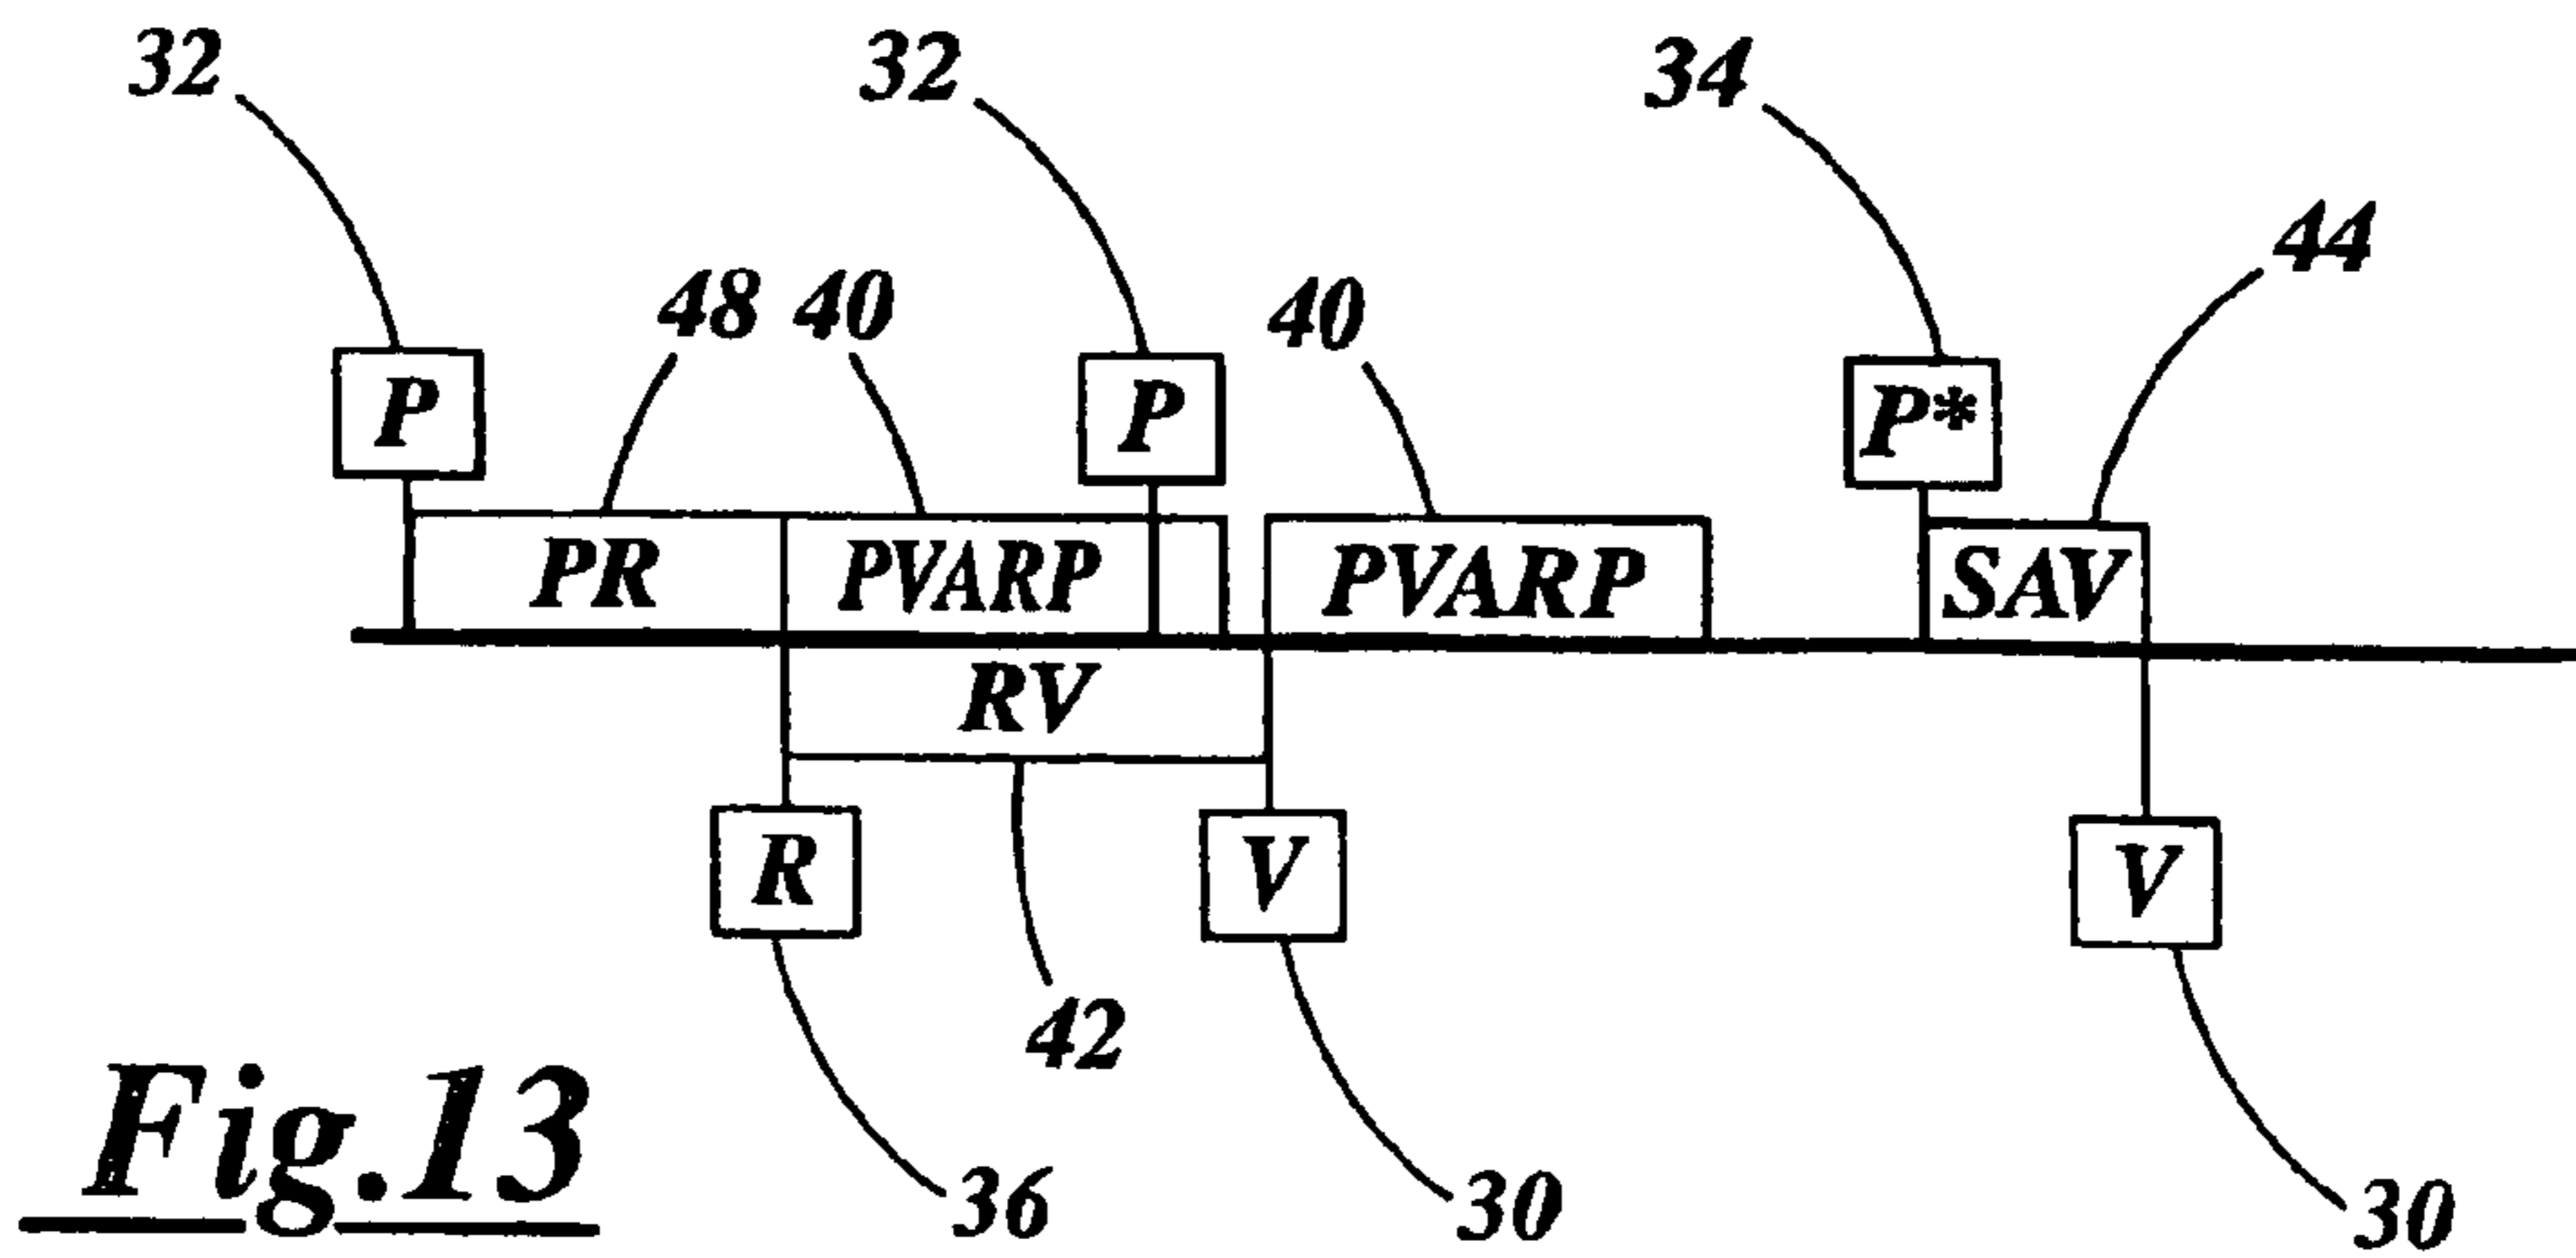 32 32 34
44
48 40 40
P P P*
PR PVARP PVARP SAV
RV
R V V
42
Fig.13
36 30 30